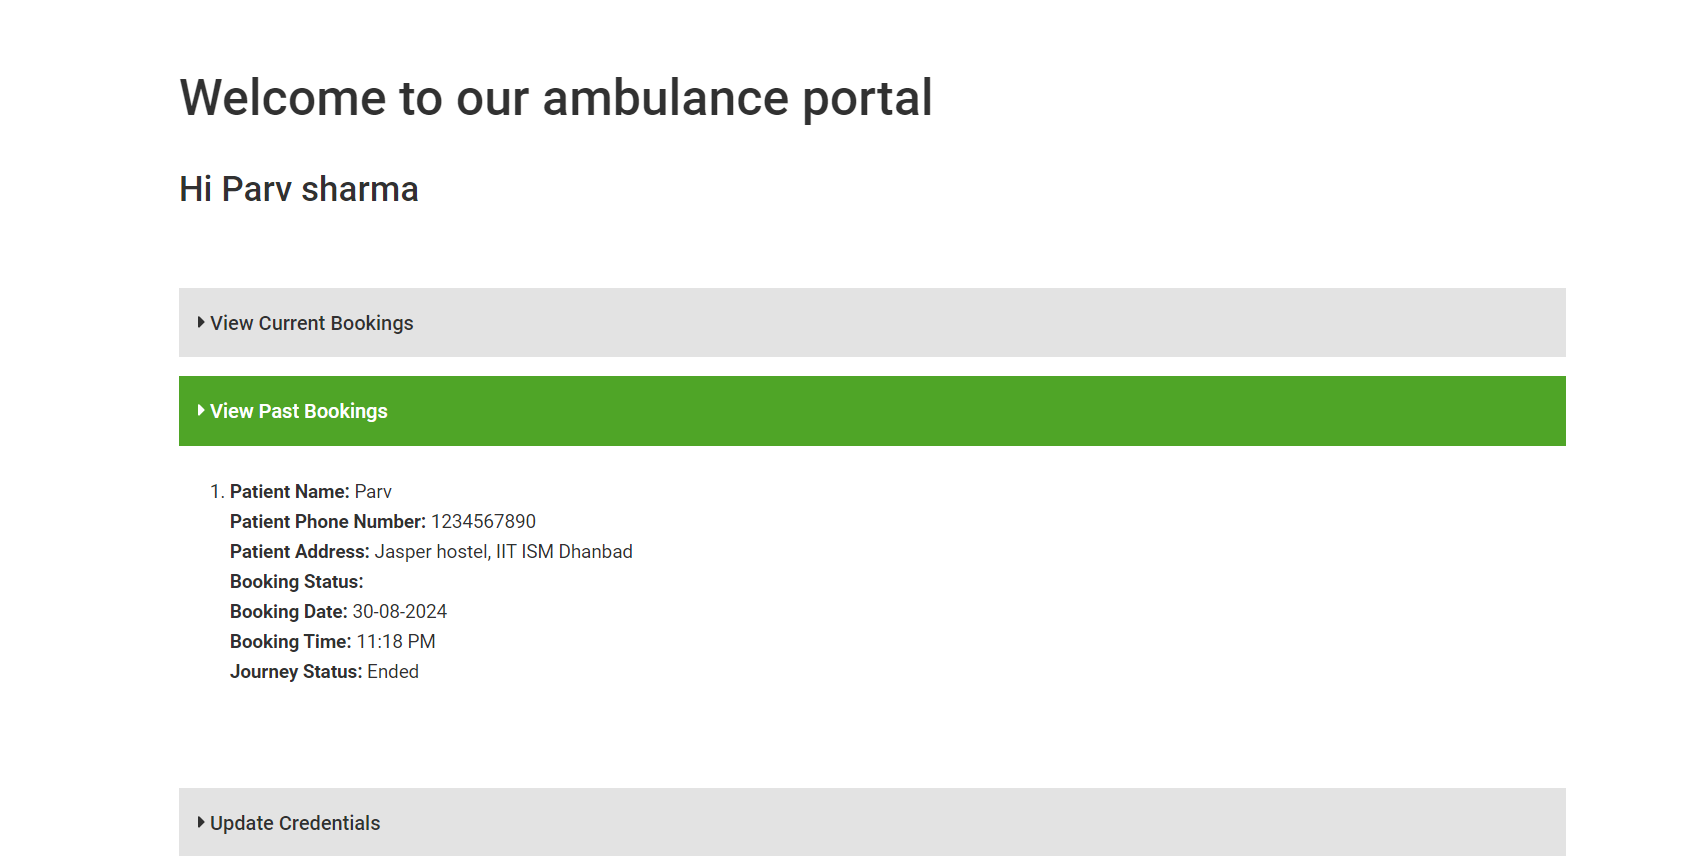 Welcome to our ambulance portal
Hi Parv sharma
View Current Bookings
View Past Bookings
1. Patient Name: Parv
Patient Phone Number: 1234567890
Patient Address: Jasper hostel, IIT ISM Dhanbad
Booking Status:
Booking Date: 30-08-2024
Booking Time: 11:18 PM
Journey Status: Ended
Update Credentials